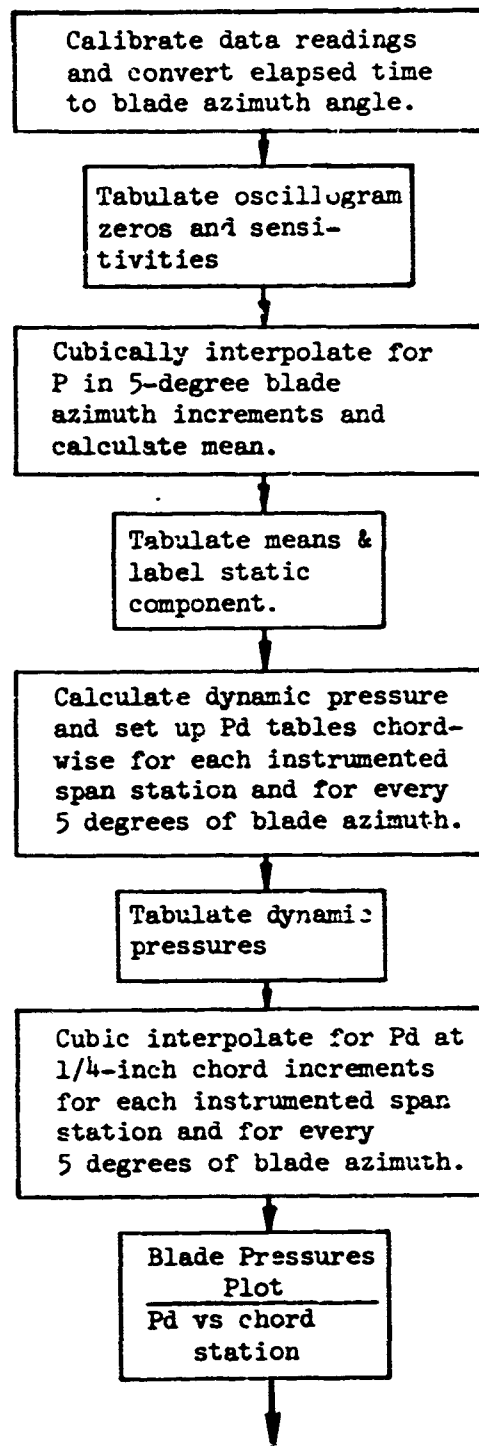 Calibrate data readings
and convert elapsed time
to blade azimuth angle.
Tabulate oscillogram
zeros and sensi-
tivities
Cubically interpolate for
P in 5-degree blade
azimuth increments and
calculate mean.
Tabulate means &
label static
component.
Calculate dynamic pressure
and set up Pd tables chord-
wise for each instrumented
span station and for every
5 degrees of blade azimuth.
Tabulate dynamic
pressures
Cubic interpolate for Pd at
1/4-inch chord increments
for each instrumented span
station and for every
5 degrees of blade azimuth.
Blade Pressures
Plot
Pd vs chord
station